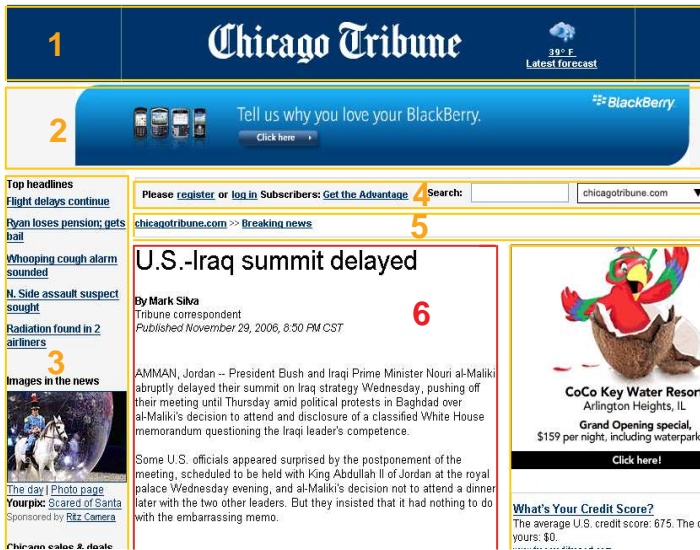 1
Chicago Tribune
39° F
Latest forecast
2
Tell us why you love your BlackBerry.
Click here
BlackBerry
Top headlines
Flight delays continue
Ryan loses pension; gets
bail
Whooping cough alarm
sounded
N. Side assault suspect
sought
Radiation found in 2
airliners
3
Images in the news
The day | Photo page
Yourpix: Scared of Santa
Sponsored by Ritz Camera
Chicago sales & deals
Please register or log in Subscribers: Get the Advantage
4
Search:
chicagotribune.com
chicagotribune.com >> Breaking news
5
U.S.-Iraq summit delayed
By Mark Silva
Tribune correspondent
Published November 29, 2006, 8:50 PM CST
6
AMMAN, Jordan -- President Bush and Iraqi Prime Minister Nouri al-Maliki
abruptly delayed their summit on Iraq strategy Wednesday, pushing off
their meeting until Thursday amid political protests in Baghdad over
al-Maliki's decision to attend and disclosure of a classified White House
memorandum questioning the Iraqi leader's competence.
Some U.S. officials appeared surprised by the postponement of the
meeting, scheduled to be held with King Abdullah II of Jordan at the royal
palace Wednesday evening, and al-Maliki's decision not to attend a dinner
later with the two other leaders. But they insisted that it had nothing to do
with the embarrassing memo.
CoCo Key Water Resor
Arlington Heights, IL
Grand Opening special,
$159 per night, including waterpark
Click here!
What's Your Credit Score?
The average U.S. credit score: 675. The c
yours: $0.